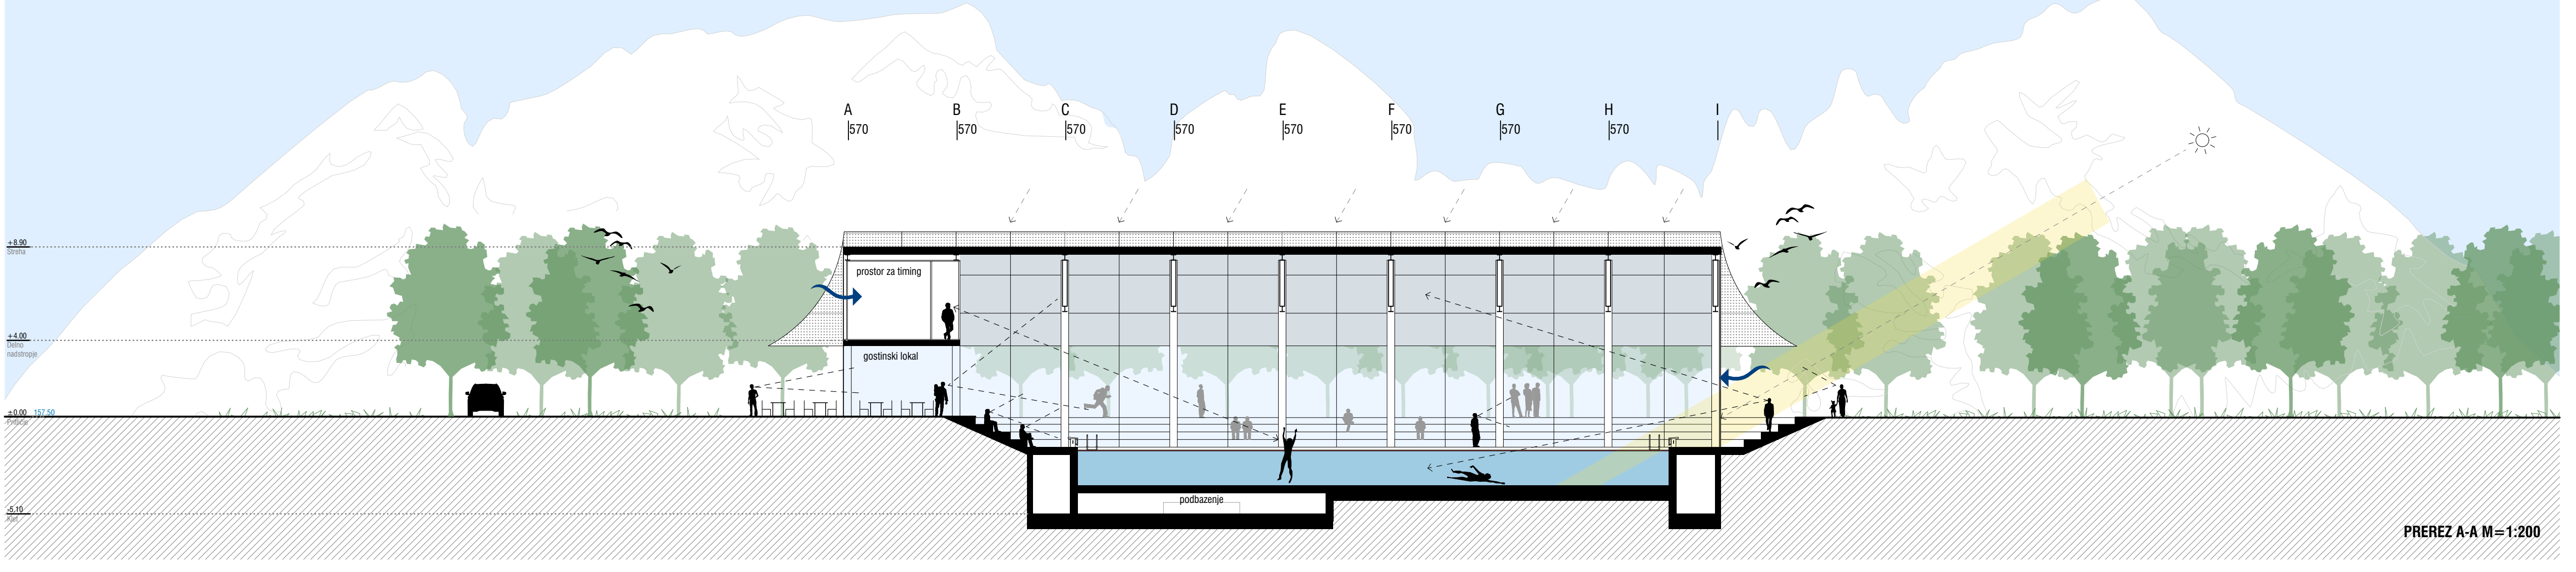 A B C D E F G H I
570 570 570 570 570 570 570 570
+8.90
Streha
prostor za timing
+4.00
Delno
nadstropje
gostinski lokal
±0.00 157.50
Pritličje
podbazenje
-5.10
Klet
PREREZ A-A M=1:200